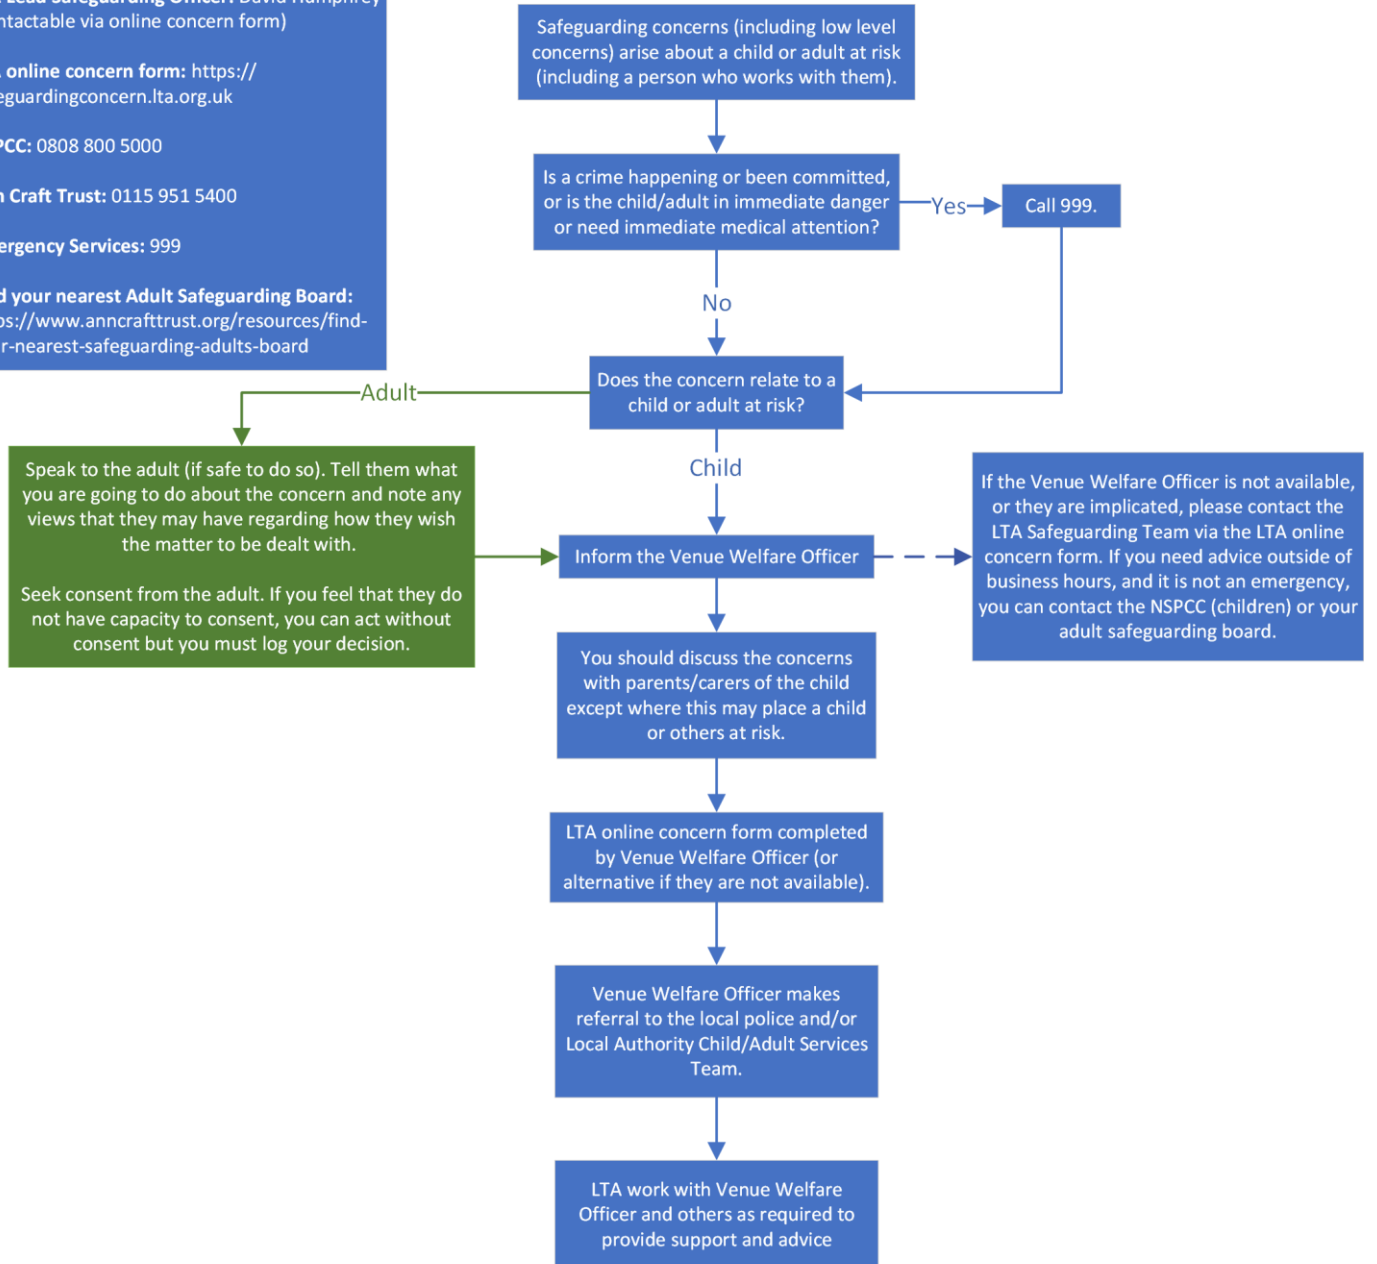 Lead Safeguarding Officer: David Humphrey
ntactable via online concern form)
online concern form: https://
eguardingconcern.lta.org.uk
PCC: 0808 800 5000
n Craft Trust: 0115 951 5400
ergency Services: 999
d your nearest Adult Safeguarding Board:
ps://www.anncrafttrust.org/resources/find-
r-nearest-safeguarding-adults-board
Safeguarding concerns (including low level
concerns) arise about a child or adult at risk
(including a person who works with them).
Is a crime happening or been committed,
or is the child/adult in immediate danger
or need immediate medical attention?
Yes
Call 999.
No
Does the concern relate to a
child or adult at risk?
Adult
Child
Speak to the adult (if safe to do so). Tell them what
you are going to do about the concern and note any
views that they may have regarding how they wish
the matter to be dealt with.
Seek consent from the adult. If you feel that they do
not have capacity to consent, you can act without
consent but you must log your decision.
Inform the Venue Welfare Officer
If the Venue Welfare Officer is not available,
or they are implicated, please contact the
LTA Safeguarding Team via the LTA online
concern form. If you need advice outside of
business hours, and it is not an emergency,
you can contact the NSPCC (children) or your
adult safeguarding board.
You should discuss the concerns
with parents/carers of the child
except where this may place a child
or others at risk.
LTA online concern form completed
by Venue Welfare Officer (or
alternative if they are not available).
Venue Welfare Officer makes
referral to the local police and/or
Local Authority Child/Adult Services
Team.
LTA work with Venue Welfare
Officer and others as required to
provide support and advice